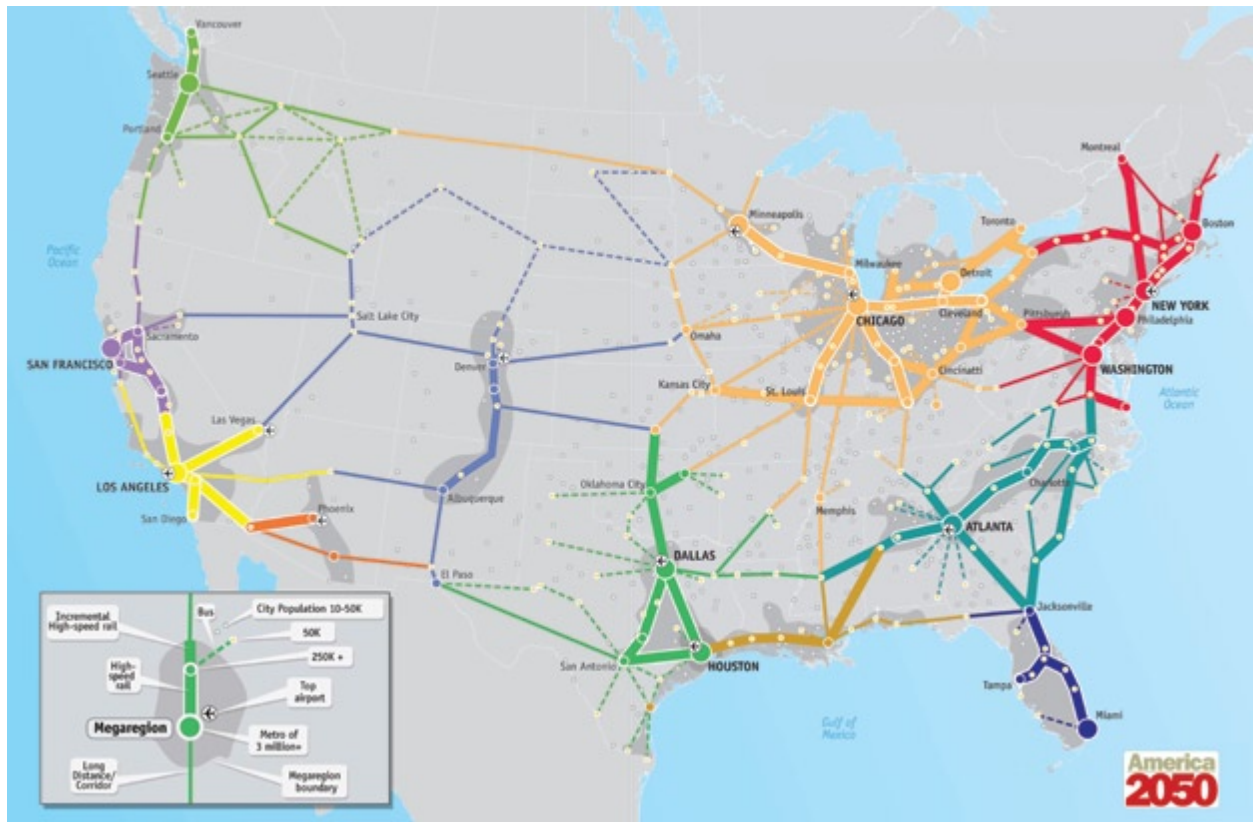 Vancouver
Seattle
Portland
Pacific
Ocean
Sacramento
SAN FRANCISCO
Las Vegas
LOS ANGELES
San Diego
Phoenix
Salt Lake City
Denver
Albuquerque
El Paso
Minneapolis
Milwaukee
CHICAGO
Omaha
Kansas City
St. Louis
Oklahoma City
Memphis
DALLAS
San Antonio
HOUSTON
Gulf of
Mexico
Montreal
Toronto
Boston
Detroit
Cleveland
Pittsburgh
NEW YORK
Philadelphia
WASHINGTON
Cincinatti
Atlantic
Ocean
Charlotte
ATLANTA
Jacksonville
Tampa
Miami
Incremental
High-speed rail
Bus
City Population 10-50K
50K
250K +
High-
speed
rail
Top
airport
Megaregion
Metro of
3 million+
Long
Distance/
Corridor
Megaregion
boundary
America
2050